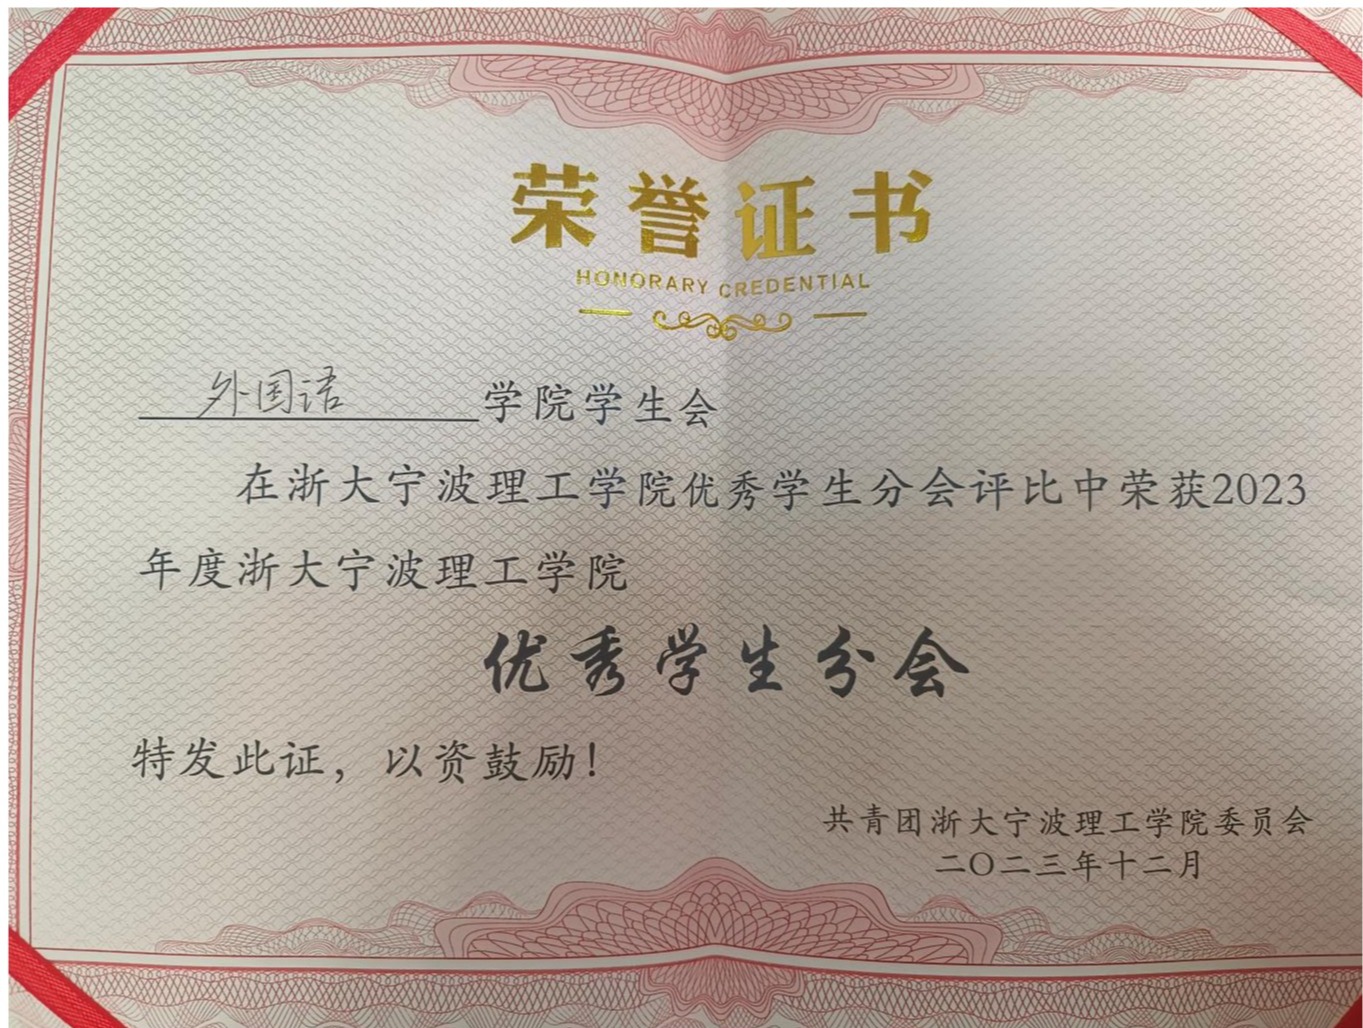 荣誉证书
HONORARY CREDENTIAL
外国语学院学生会
在浙大宁波理工学院优秀学生分会评比中荣获2023
年度浙大宁波理工学院
优秀学生分会
特发此证，以资鼓励！
共青团浙大宁波理工学院委员会
二〇二三年十二月